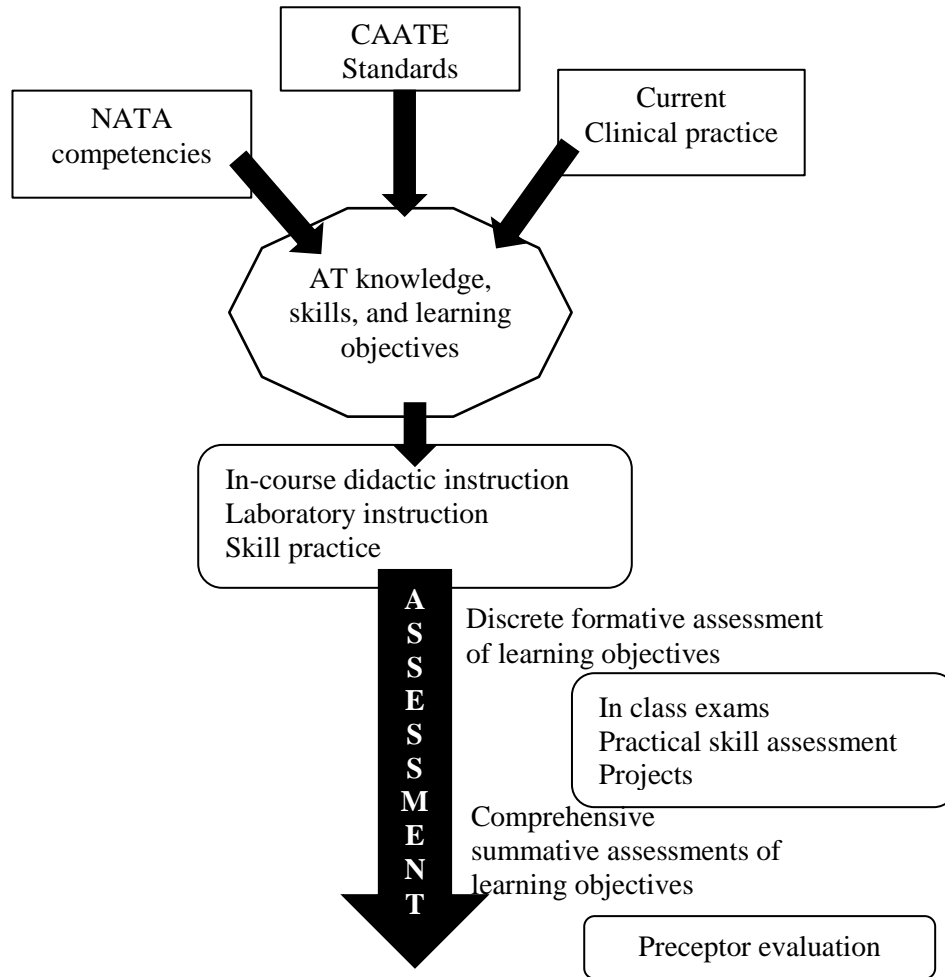 CAATE
Standards
NATA
competencies
Current
Clinical practice
AT knowledge,
skills, and learning
objectives
In-course didactic instruction
Laboratory instruction
Skill practice
ASSESSMENT
Discrete formative assessment
of learning objectives
In class exams
Practical skill assessment
Projects
Comprehensive
summative assessments of
learning objectives
Preceptor evaluation